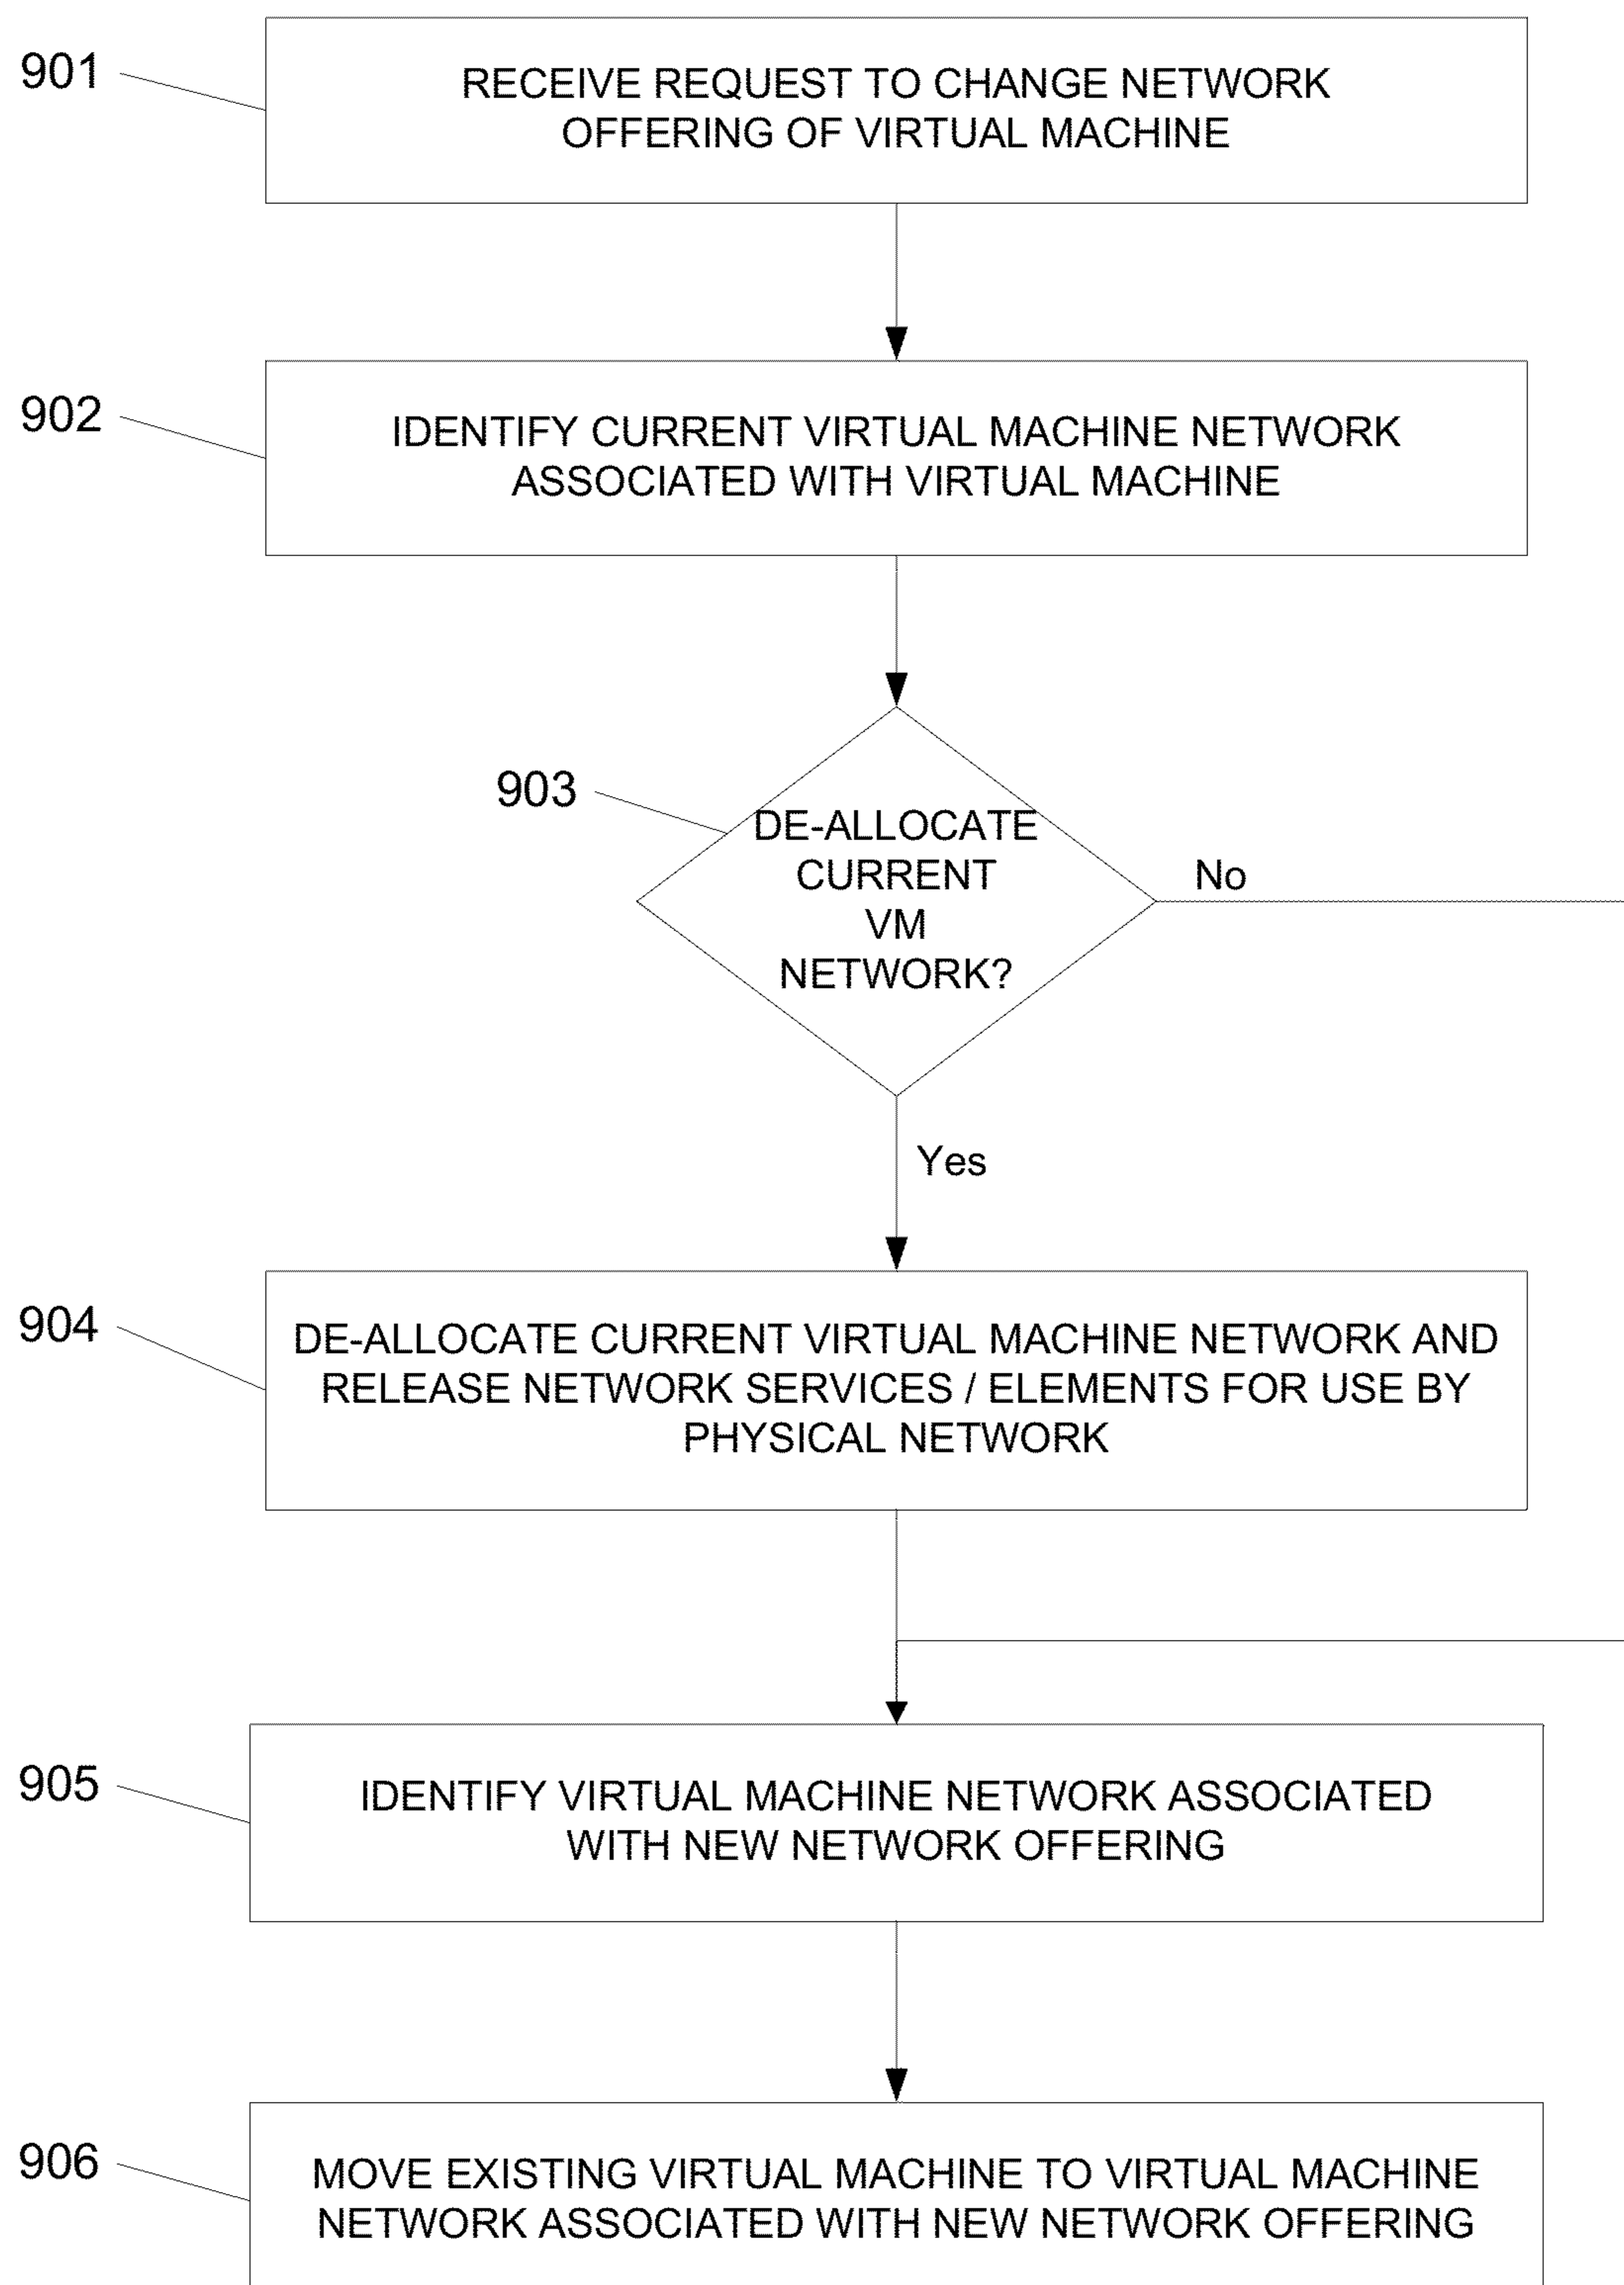 901
RECEIVE REQUEST TO CHANGE NETWORK
OFFERING OF VIRTUAL MACHINE
902
IDENTIFY CURRENT VIRTUAL MACHINE NETWORK
ASSOCIATED WITH VIRTUAL MACHINE
903
DE-ALLOCATE
CURRENT
VM
NETWORK?
No
Yes
904
DE-ALLOCATE CURRENT VIRTUAL MACHINE NETWORK AND
RELEASE NETWORK SERVICES / ELEMENTS FOR USE BY
PHYSICAL NETWORK
905
IDENTIFY VIRTUAL MACHINE NETWORK ASSOCIATED
WITH NEW NETWORK OFFERING
906
MOVE EXISTING VIRTUAL MACHINE TO VIRTUAL MACHINE
NETWORK ASSOCIATED WITH NEW NETWORK OFFERING